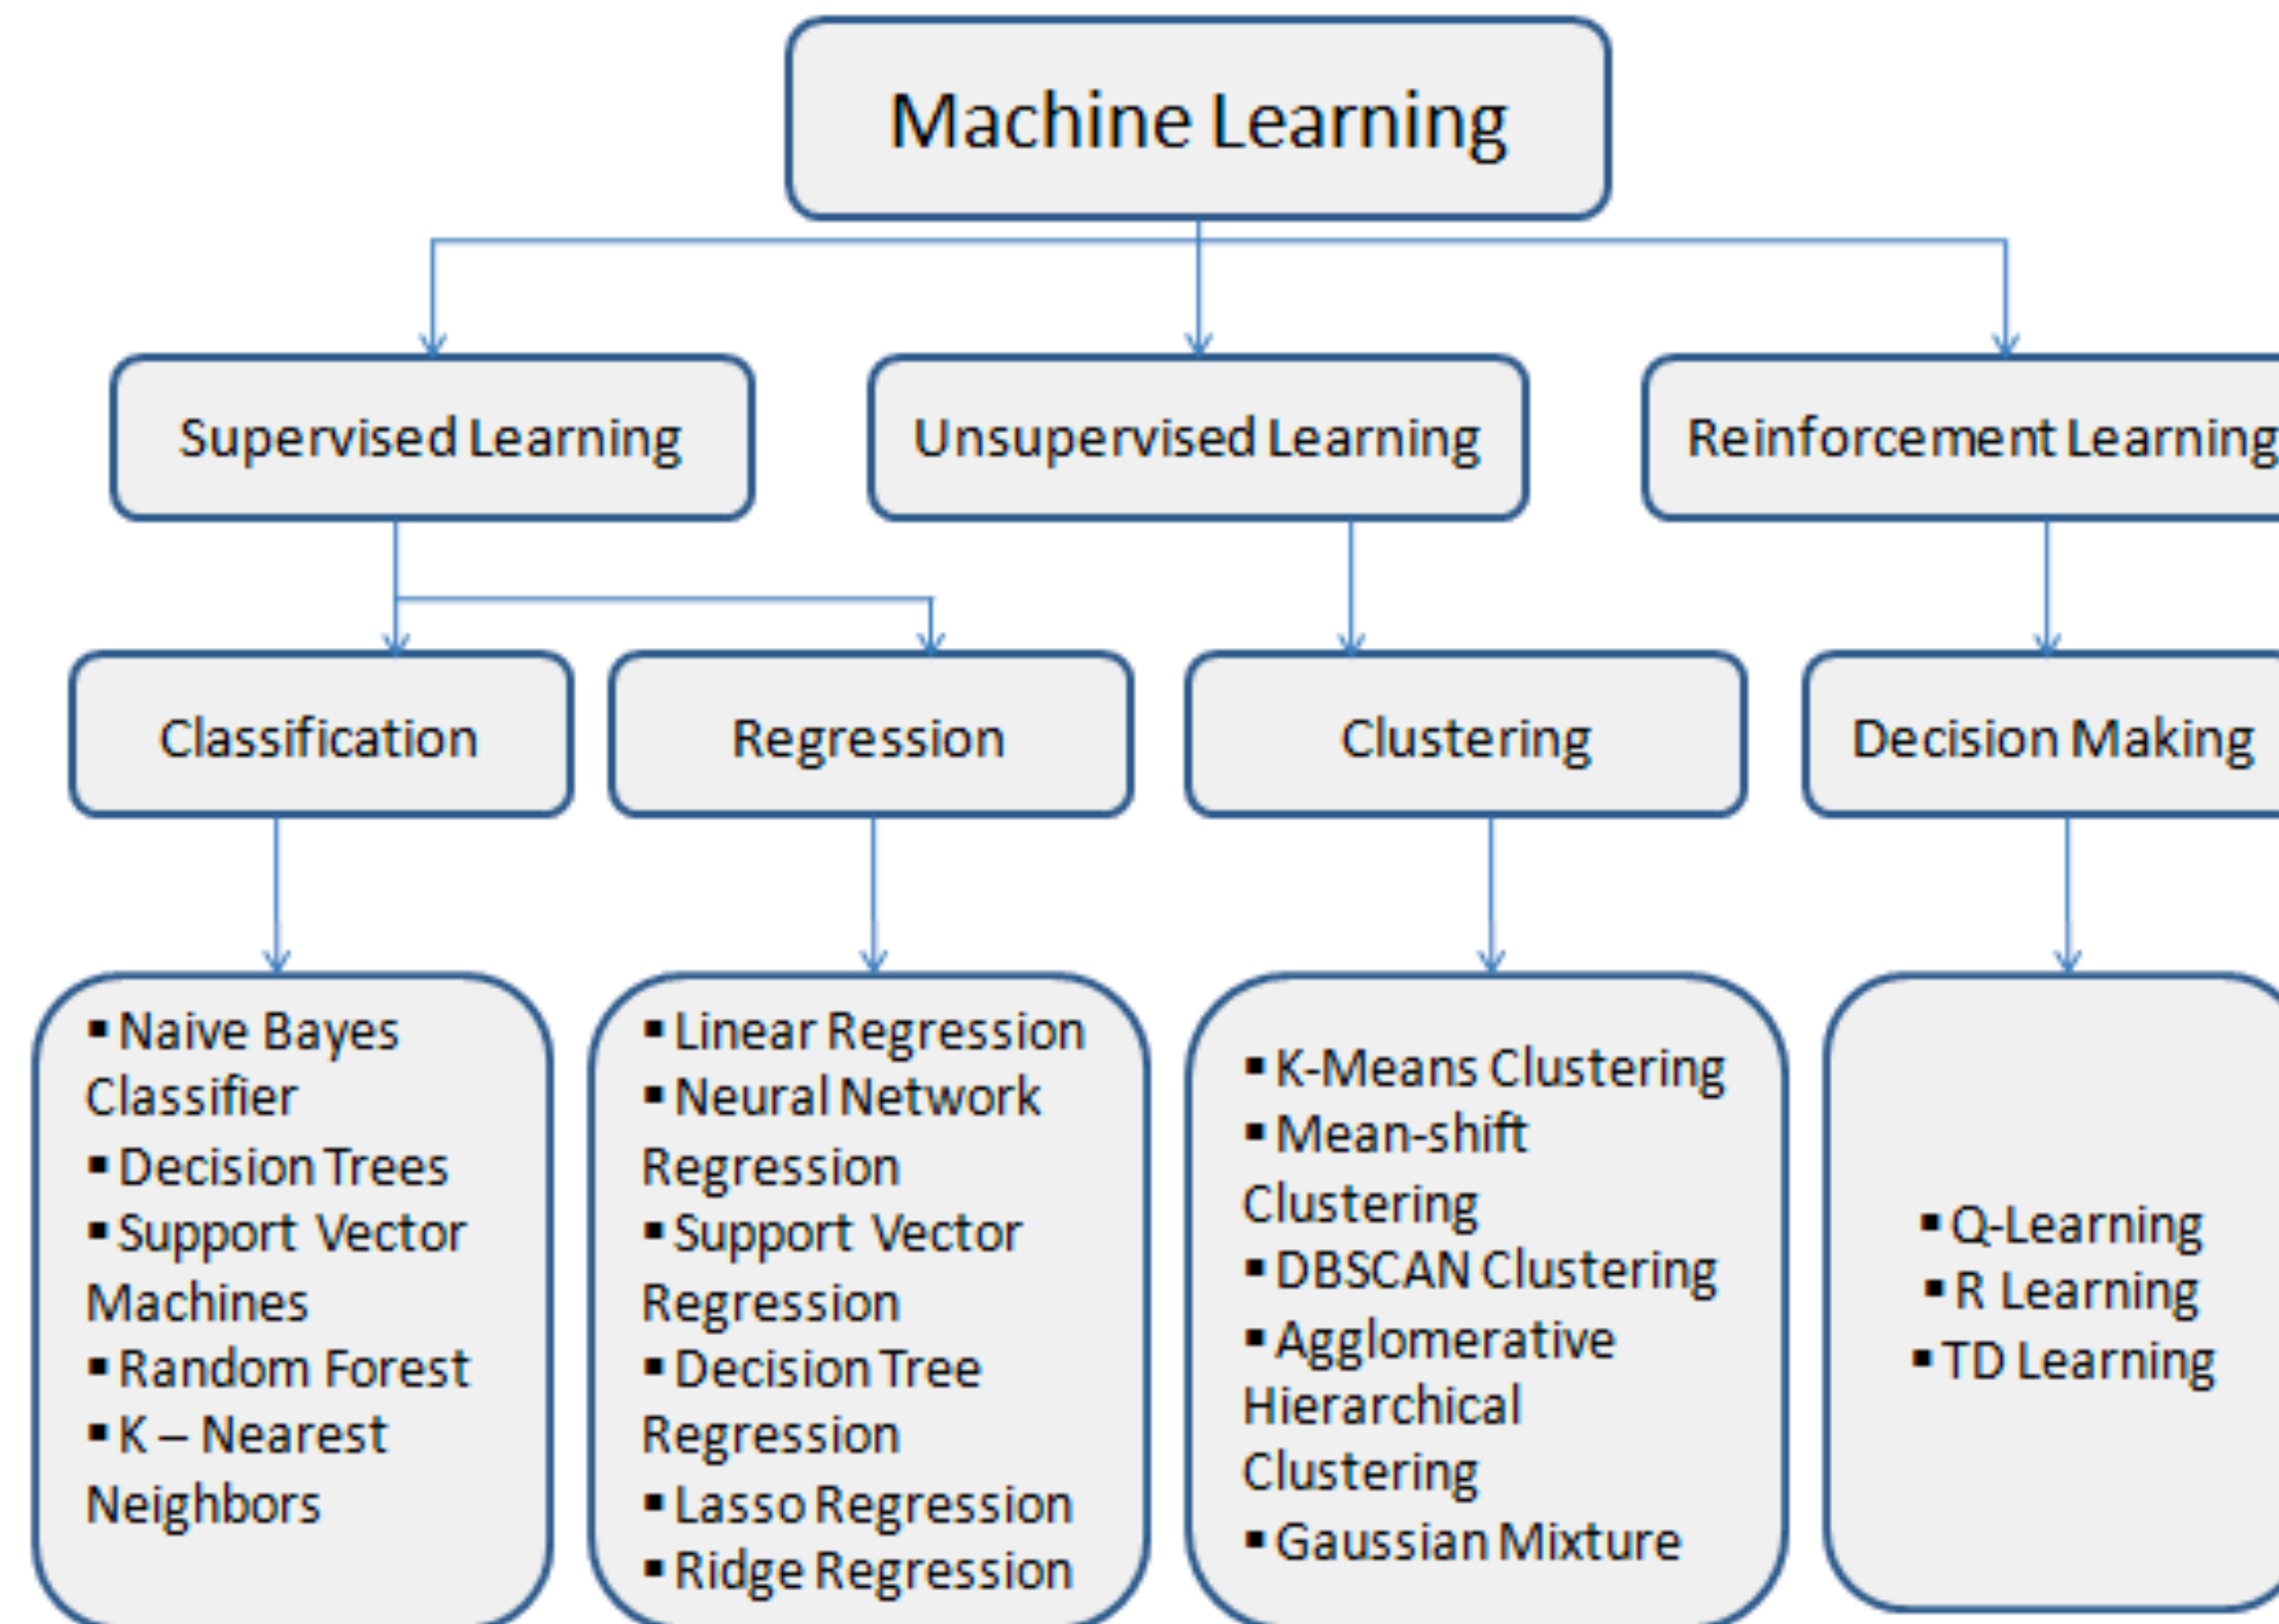 Machine Learning
Supervised Learning
Unsupervised Learning
Reinforcement Learning
Classification
Regression
Clustering
Decision Making
▪ Naive Bayes
Classifier
▪ Decision Trees
▪ Support Vector
Machines
▪ Random Forest
▪ K – Nearest
Neighbors
▪ Linear Regression
▪ Neural Network
Regression
▪ Support Vector
Regression
▪ Decision Tree
Regression
▪ Lasso Regression
▪ Ridge Regression
▪ K-Means Clustering
▪ Mean-shift
Clustering
▪ DBSCAN Clustering
▪ Agglomerative
Hierarchical
Clustering
▪ Gaussian Mixture
▪ Q-Learning
▪ R Learning
▪ TD Learning